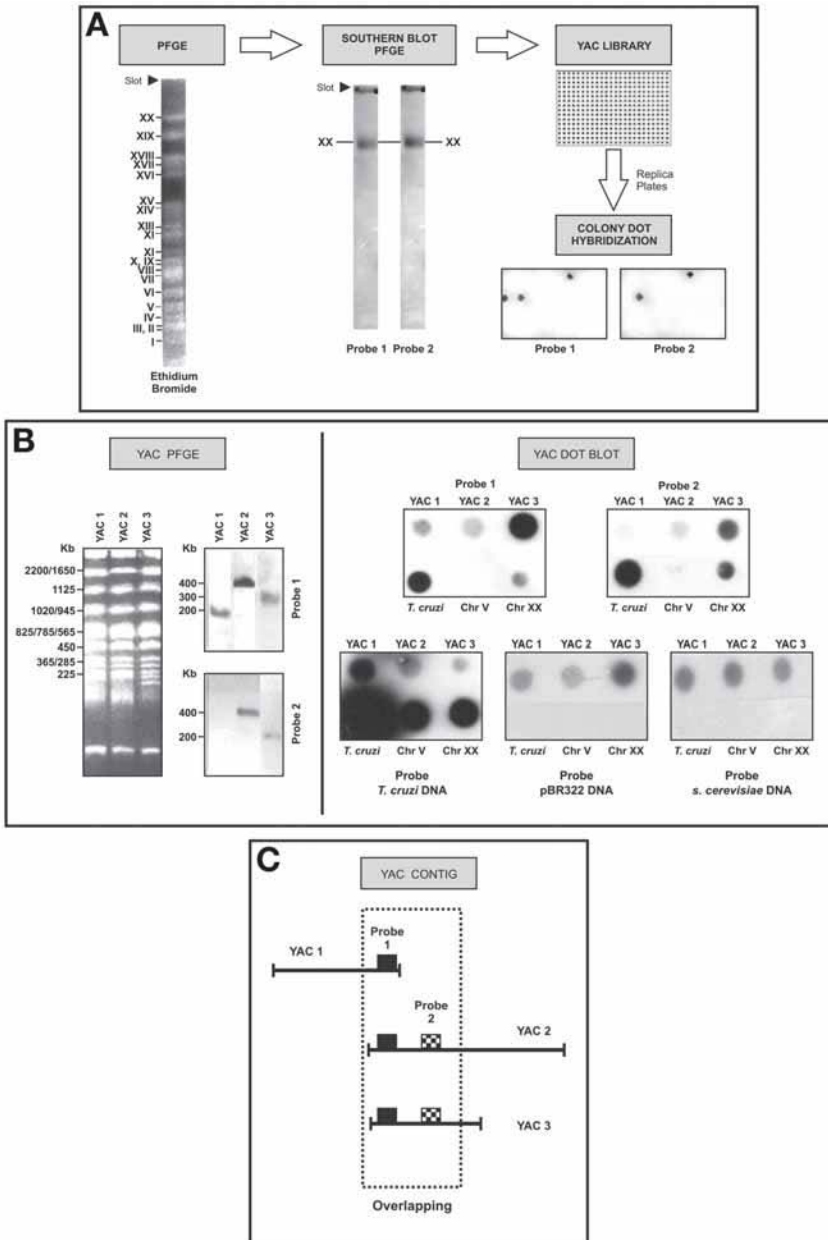 A
PFGE
SOUTHERN BLOT
PFGE
YAC LIBRARY
Slot
XX
XIX
XVIII
XVII
XVI
XV
XIV
XIII
XI
XI
X, IX
VIII
VII
VI
V
IV
III, II
I
Ethidium
Bromide
Slot
XX
XX
Probe 1 Probe 2
Replica
Plates
COLONY DOT
HYBRIDIZATION
Probe 1 Probe 2
B
YAC PFGE
YAC 1 YAC 2 YAC 3
Kb
2200/1650
1125
1020/945
825/785/565
450
365/285
225
YAC 1 YAC 2 YAC 3
Kb
400
300
200
Probe 1
Kb
400
200
Probe 2
YAC DOT BLOT
Probe 1
YAC 1 YAC 2 YAC 3
T. cruzi Chr V Chr XX
Probe 2
YAC 1 YAC 2 YAC 3
T. cruzi Chr V Chr XX
YAC 1 YAC 2 YAC 3
T. cruzi Chr V Chr XX
Probe
T. cruzi DNA
YAC 1 YAC 2 YAC 3
T. cruzi Chr V Chr XX
Probe
pBR322 DNA
YAC 1 YAC 2 YAC 3
T. cruzi Chr V Chr XX
Probe
s. cerevisiae DNA
C
YAC CONTIG
Probe
1
YAC 1
Probe
2
YAC 2
YAC 3
Overlapping